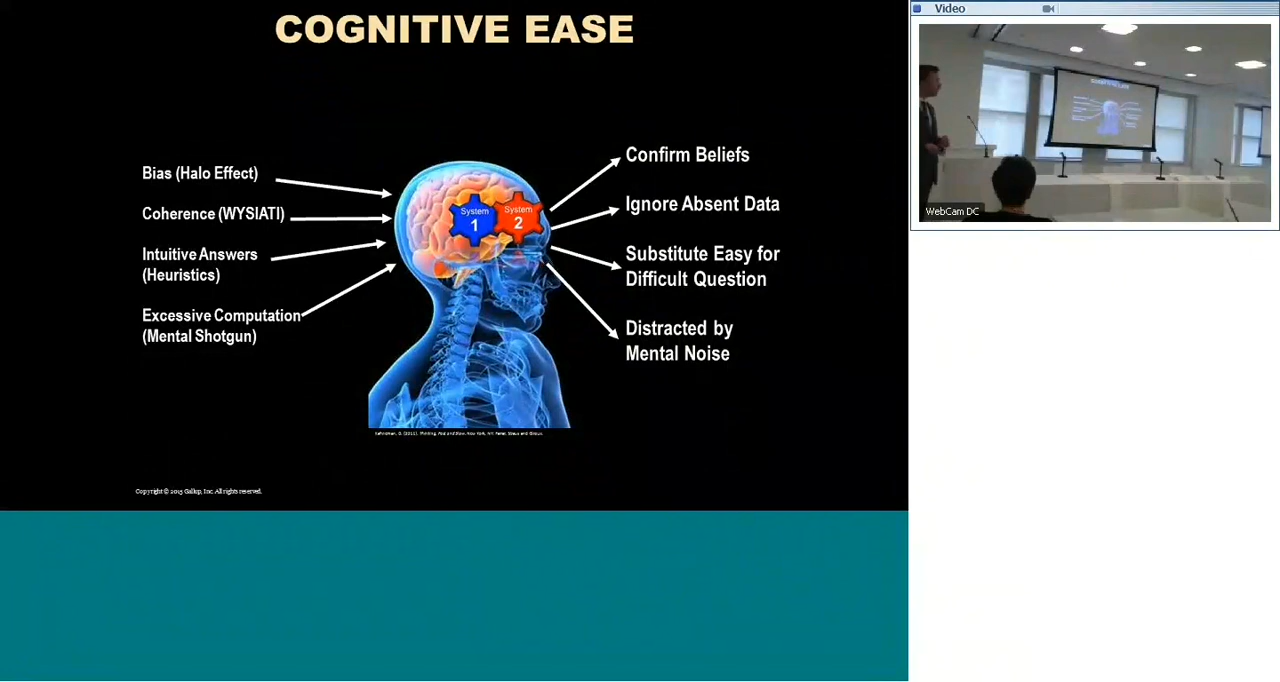 COGNITIVE EASE
Bias (Halo Effect)
Coherence (WYSIATI)
Intuitive Answers
(Heuristics)
Excessive Computation
(Mental Shotgun)
System
1
System
2
Confirm Beliefs
Ignore Absent Data
Substitute Easy for
Difficult Question
Distracted by
Mental Noise
Copyright © 2015 Gallup, Inc. All rights reserved.
Video
COGNITIVE EASE
WebCam DC